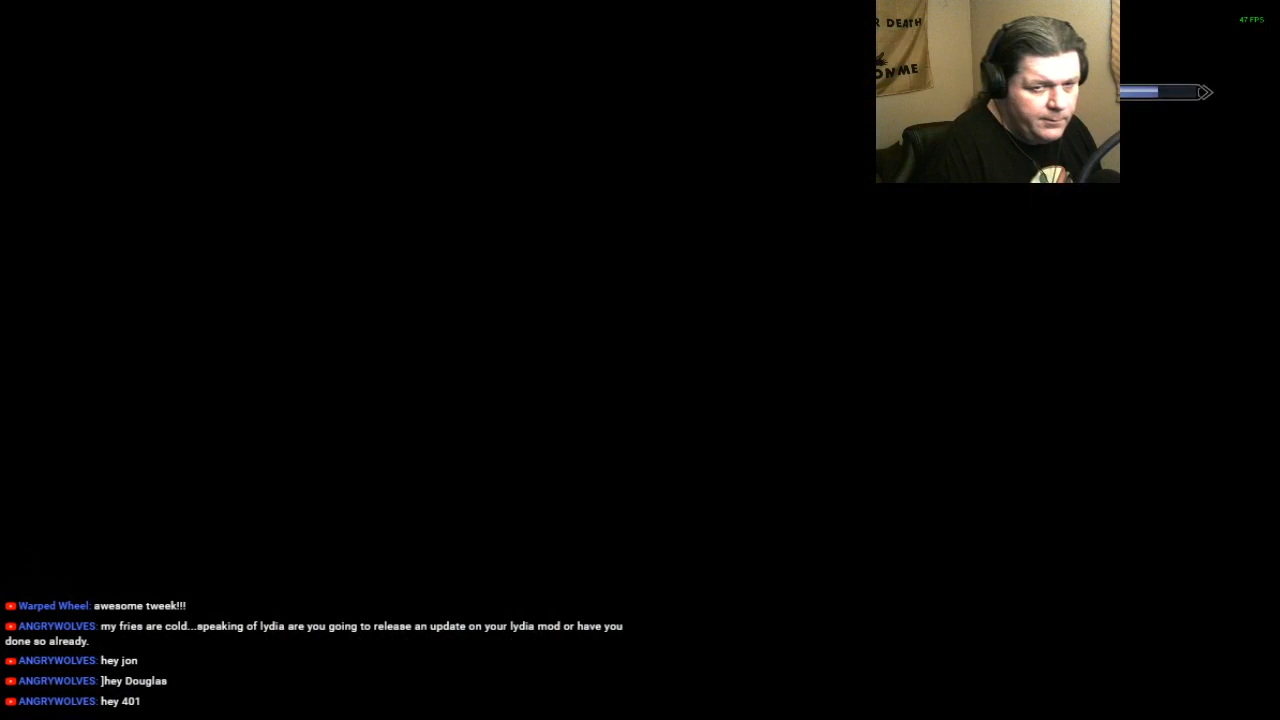 R DEATH
ON ME
47 FPS
Warped Wheel: awesome tweek!!!
ANGRYWOLVES: my fries are cold...speaking of lydia are you going to release an update on your lydia mod or have you
done so already.
ANGRYWOLVES: hey jon
ANGRYWOLVES: ]hey Douglas
ANGRYWOLVES: hey 401